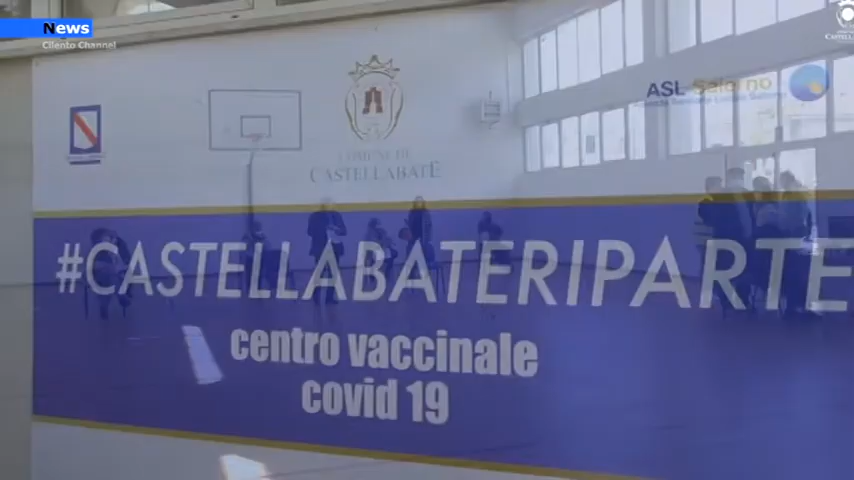 News
Cilento Channel
COMUNE DI
CASTELLABATE
ASL Salerno
#CASTELLABATERIPARTE
centro vaccinale
covid 19